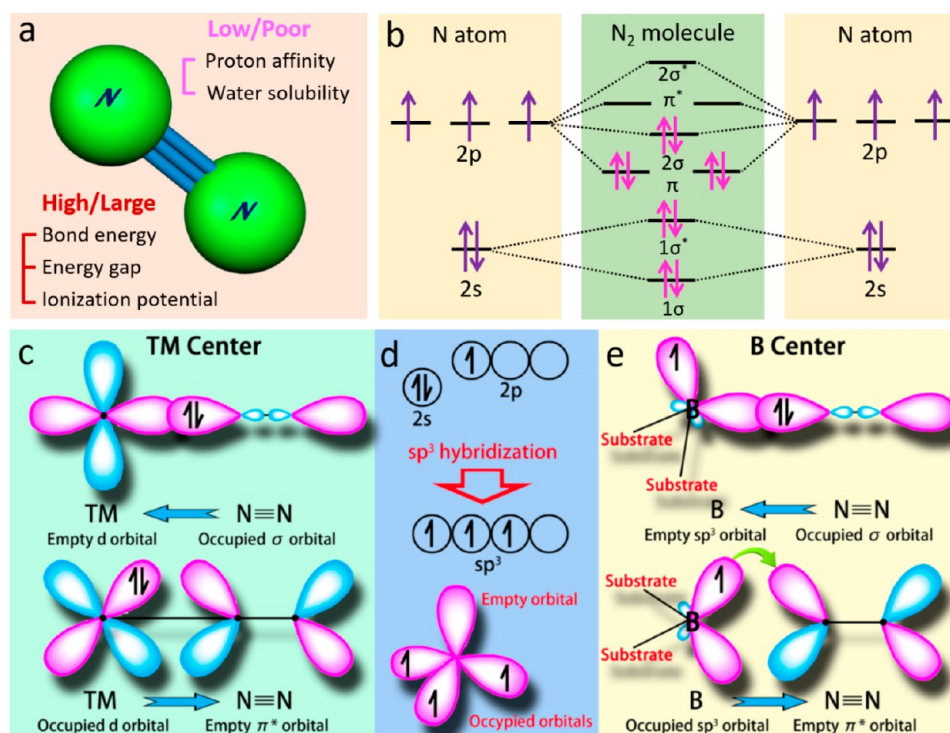 a
Low/Poor
Proton affinity
Water solubility
N
N
High/Large
Bond energy
Energy gap
Ionization potential
b
N atom
N₂ molecule
N atom
2σ*
π*
2p
2σ
π
2p
1σ*
2s
1σ
2s
c
TM Center
TM
N≡N
Empty d orbital
Occupied σ orbital
TM
N≡N
Occupied d orbital
Empty π* orbital
d
2s
2p
sp³ hybridization
sp³
Empty orbital
Occypied orbitals
e
B Center
B
Substrate
Substrate
B
N≡N
Empty sp³ orbital
Occupied σ orbital
Substrate
B
Substrate
B
N≡N
Occupied sp³ orbital
Empty π* orbital